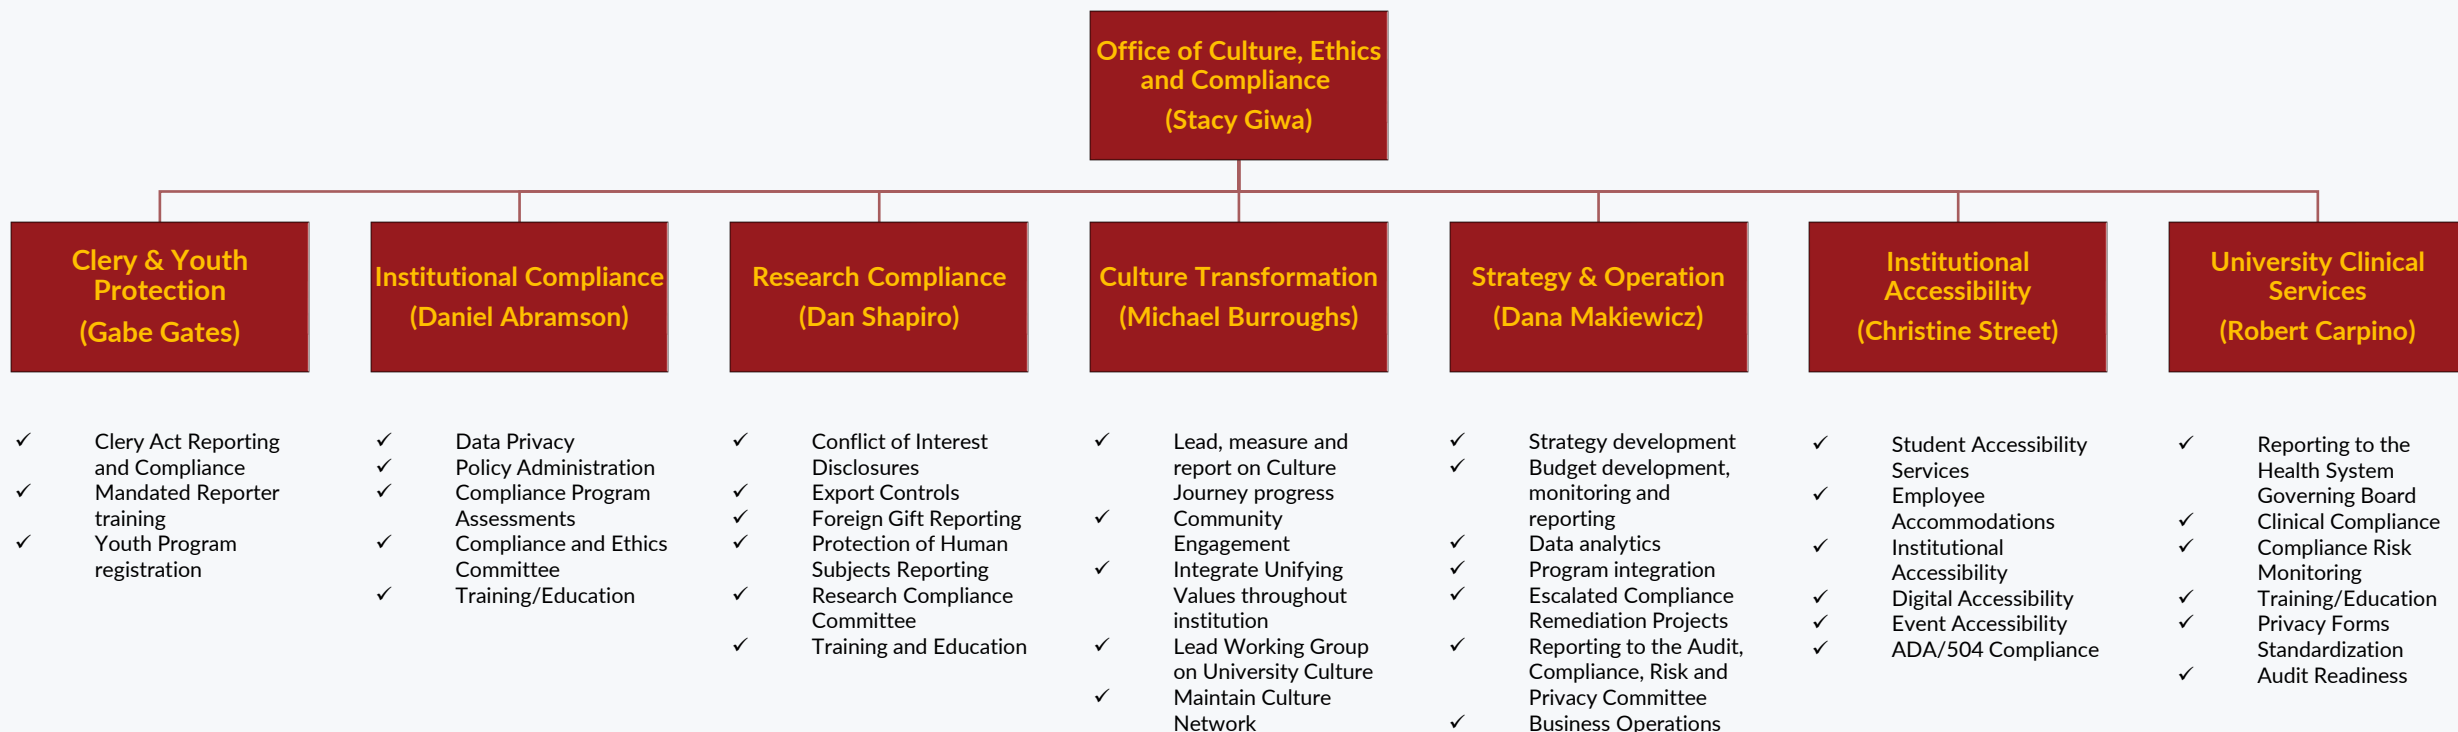 Office of Culture, Ethics
and Compliance
(Stacy Giwa)
Clery & Youth
Protection
(Gabe Gates)
Institutional Compliance
(Daniel Abramson)
Research Compliance
(Dan Shapiro)
Culture Transformation
(Michael Burroughs)
Strategy & Operation
(Dana Makiewicz)
Institutional
Accessibility
(Christine Street)
University Clinical
Services
(Robert Carpino)
✓ Clery Act Reporting
and Compliance
✓ Mandated Reporter
training
✓ Youth Program
registration
✓ Data Privacy
✓ Policy Administration
✓ Compliance Program
Assessments
✓ Compliance and Ethics
Committee
✓ Training/Education
✓ Conflict of Interest
Disclosures
✓ Export Controls
✓ Foreign Gift Reporting
✓ Protection of Human
Subjects Reporting
✓ Research Compliance
Committee
✓ Training and Education
✓ Lead, measure and
report on Culture
Journey progress
✓ Community
Engagement
✓ Integrate Unifying
Values throughout
institution
✓ Lead Working Group
on University Culture
✓ Maintain Culture
Network
✓ Strategy development
✓ Budget development,
monitoring and
reporting
✓ Data analytics
✓ Program integration
✓ Escalated Compliance
Remediation Projects
✓ Reporting to the Audit,
Compliance, Risk and
Privacy Committee
✓ Business Operations
✓ Student Accessibility
Services
✓ Employee
Accommodations
✓ Institutional
Accessibility
✓ Digital Accessibility
✓ Event Accessibility
✓ ADA/504 Compliance
✓ Reporting to the
Health System
Governing Board
✓ Clinical Compliance
✓ Compliance Risk
Monitoring
✓ Training/Education
✓ Privacy Forms
Standardization
✓ Audit Readiness